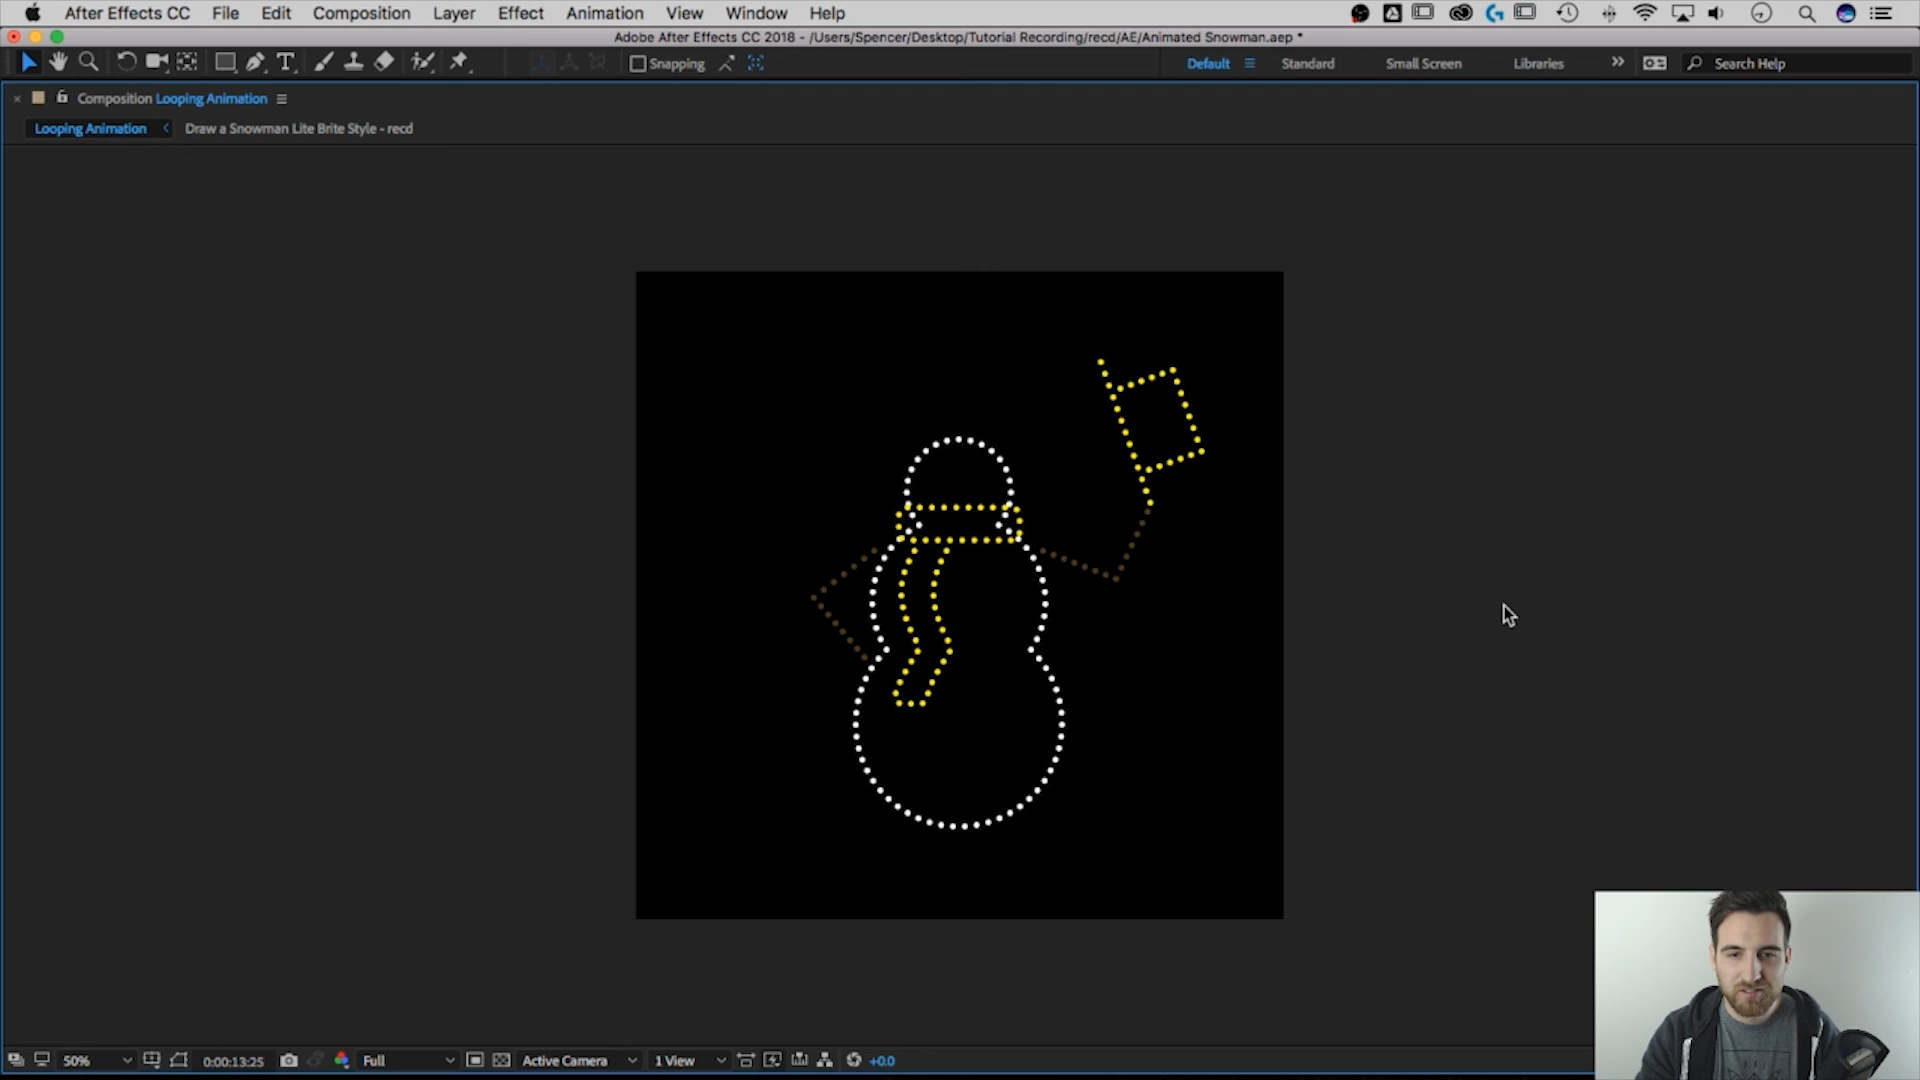 After Effects CC File Edit Composition Layer Effect Animation View Window Help
Adobe After Effects CC 2018 - /Users/Spencer/Desktop/Tutorial Recording/recd/AE/Animated Snowman.aep *
Snapping Default Standard Small Screen Libraries Search Help
Composition Looping Animation
Looping Animation Draw a Snowman Lite Brite Style - recd
50% 0:00:13:25 Full Active Camera 1 View +0.0